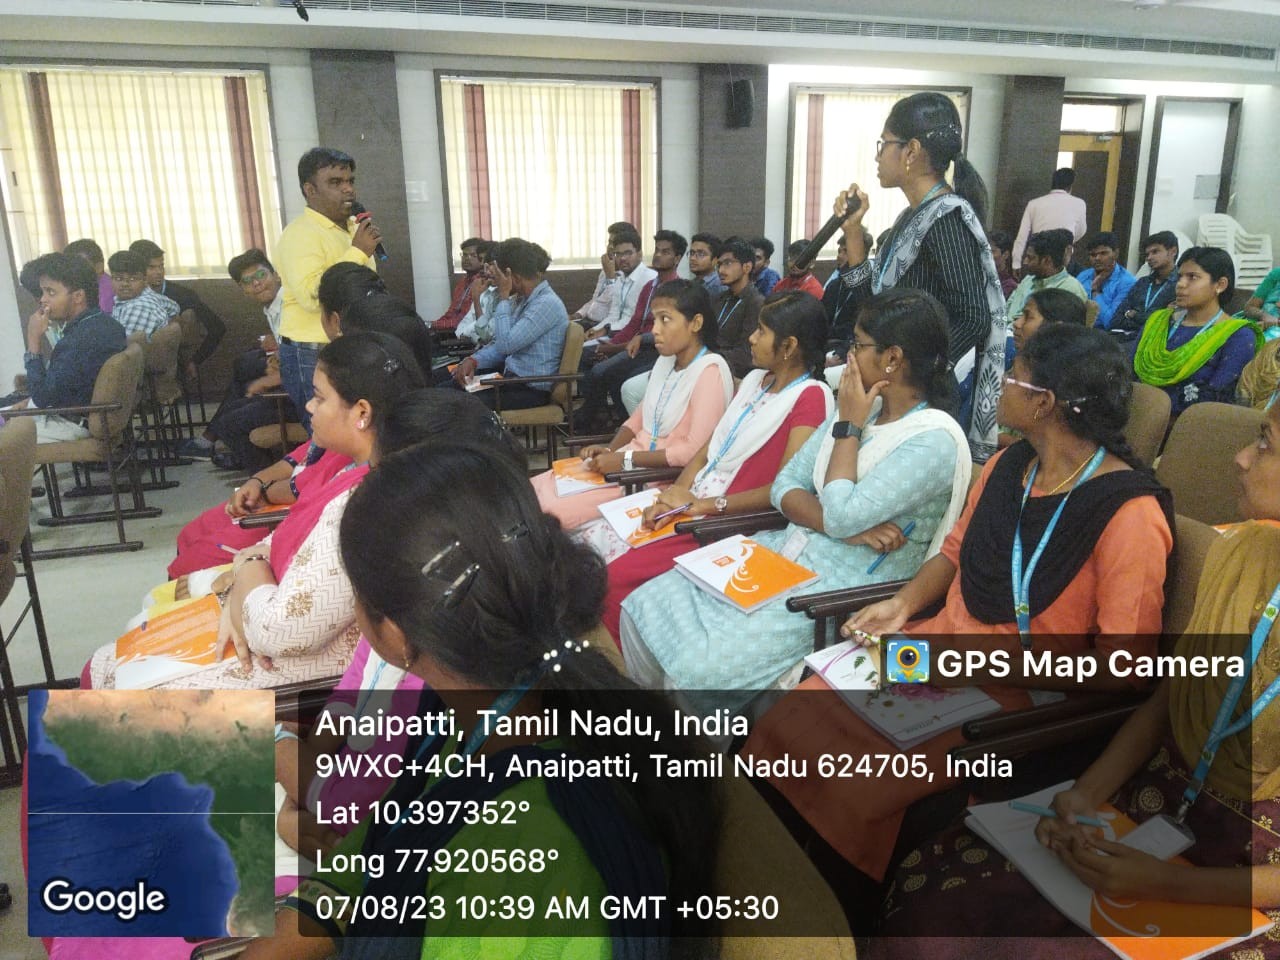 GPS Map Camera
Anaipatti, Tamil Nadu, India
9WXC+4CH, Anaipatti, Tamil Nadu 624705, India
Lat 10.397352°
Long 77.920568°
07/08/23 10:39 AM GMT +05:30
Google